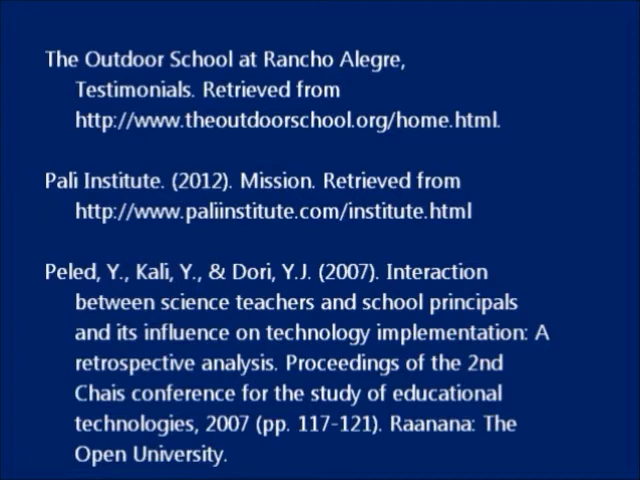 The Outdoor School at Rancho Alegre,
Testimonials. Retrieved from
http://www.theoutdoorschool.org/home.html.
Pali Institute. (2012). Mission. Retrieved from
http://www.paliinstitute.com/institute.html
Peled, Y., Kali, Y., & Dori, Y.J. (2007). Interaction
between science teachers and school principals
and its influence on technology implementation: A
retrospective analysis. Proceedings of the 2nd
Chais conference for the study of educational
technologies, 2007 (pp. 117-121). Raanana: The
Open University.